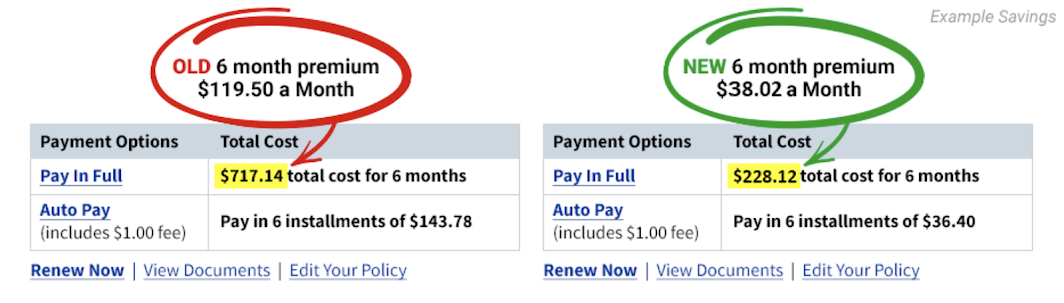 Example Savings
OLD 6 month premium
$119.50 a Month
Payment Options Total Cost
Pay In Full $717.14 total cost for 6 months
Auto Pay
(includes $1.00 fee) Pay in 6 installments of $143.78
Renew Now | View Documents | Edit Your Policy
NEW 6 month premium
$38.02 a Month
Payment Options Total Cost
Pay In Full $228.12 total cost for 6 months
Auto Pay
(includes $1.00 fee) Pay in 6 installments of $36.40
Renew Now | View Documents | Edit Your Policy